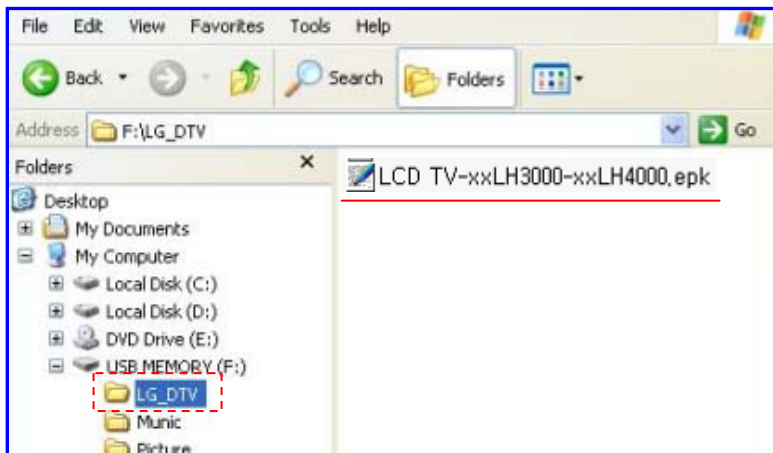 File Edit View Favorites Tools Help
Back Search Folders
Address F:\LG_DTV Go
Folders x
LCD TV-xxLH3000-xxLH4000.epk
Desktop
My Documents
My Computer
Local Disk (C:)
Local Disk (D:)
DVD Drive (E:)
USB MEMORY (F:)
LG_DTV
Munic
Picture